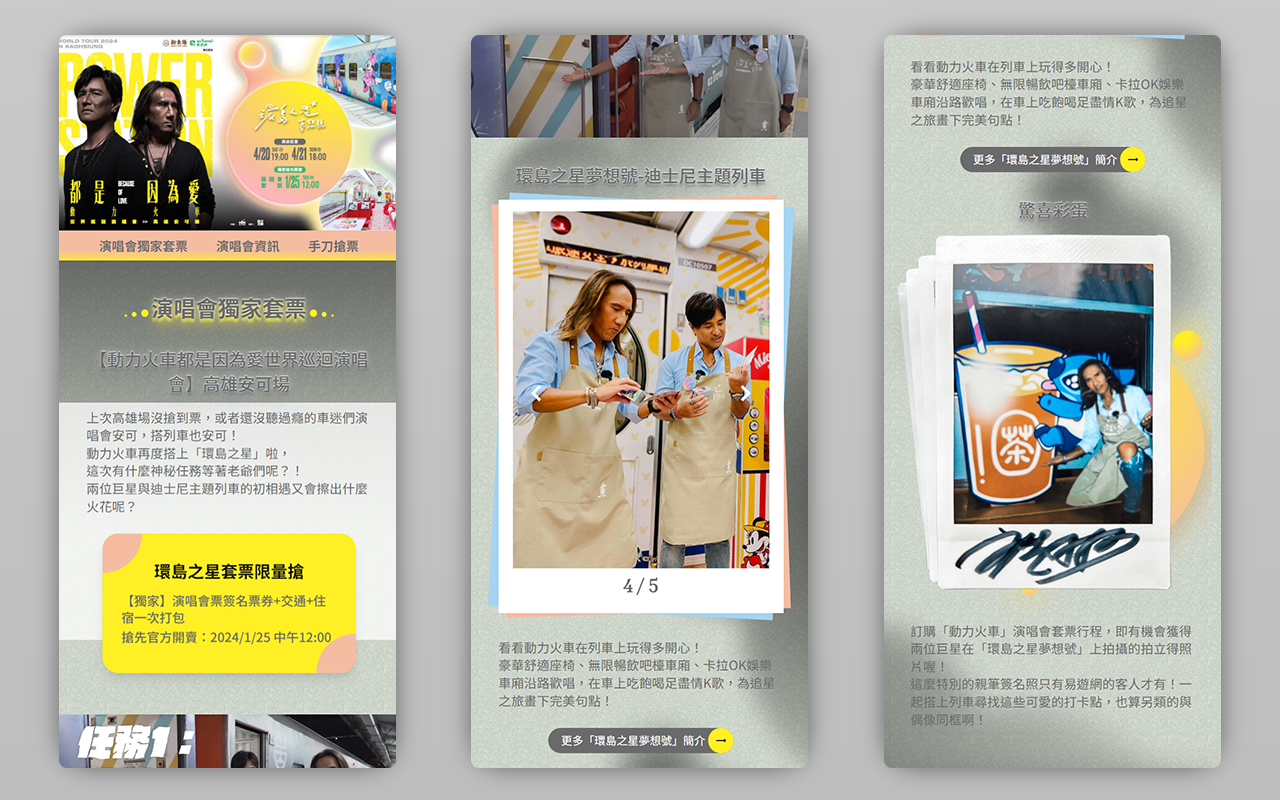 WORLD TOUR 2024
IN KAOHSIUNG
POWER
STATION
都是
BECAUSE
OF
LOVE
因為愛
動力火車
世界巡迴演唱會 >> 高雄安可場
4/20 19:00 4/21 18:00
1/25 12:00
演唱會獨家套票 演唱會資訊 手刀搶票
演唱會獨家套票
【動力火車都是因為愛世界巡迴演唱
會】高雄安可場
上次高雄場沒搶到票，或者還沒聽過癮的車迷們演
唱會安可，搭列車也安可！
動力火車再度搭上「環島之星」啦，
這次有什麼神秘任務等著老爺們呢？！
兩位巨星與迪士尼主題列車的初相遇又會擦出什麼
火花呢？
環島之星套票限量搶
【獨家】演唱會票簽名票券+交通+住
宿一次打包
搶先官方開賣：2024/1/25 中午12:00
任務1：
環島之星夢想號-迪士尼主題列車
4/5
看看動力火車在列車上玩得多開心！
豪華舒適座椅、無限暢飲吧檯車廂、卡拉OK娛樂
車廂沿路歡唱，在車上吃飽喝足盡情K歌，為追星
之旅畫下完美句點！
更多「環島之星夢想號」簡介 →
看看動力火車在列車上玩得多開心！
豪華舒適座椅、無限暢飲吧檯車廂、卡拉OK娛樂
車廂沿路歡唱，在車上吃飽喝足盡情K歌，為追星
之旅畫下完美句點！
更多「環島之星夢想號」簡介 →
驚喜彩蛋
茶
訂購「動力火車」演唱會套票行程，即有機會獲得
兩位巨星在「環島之星夢想號」上拍攝的拍立得照
片喔！
這麼特別的親筆簽名照只有易遊網的客人才有！一
起搭上列車尋找這些可愛的打卡點，也算另類的與
偶像同框啊！